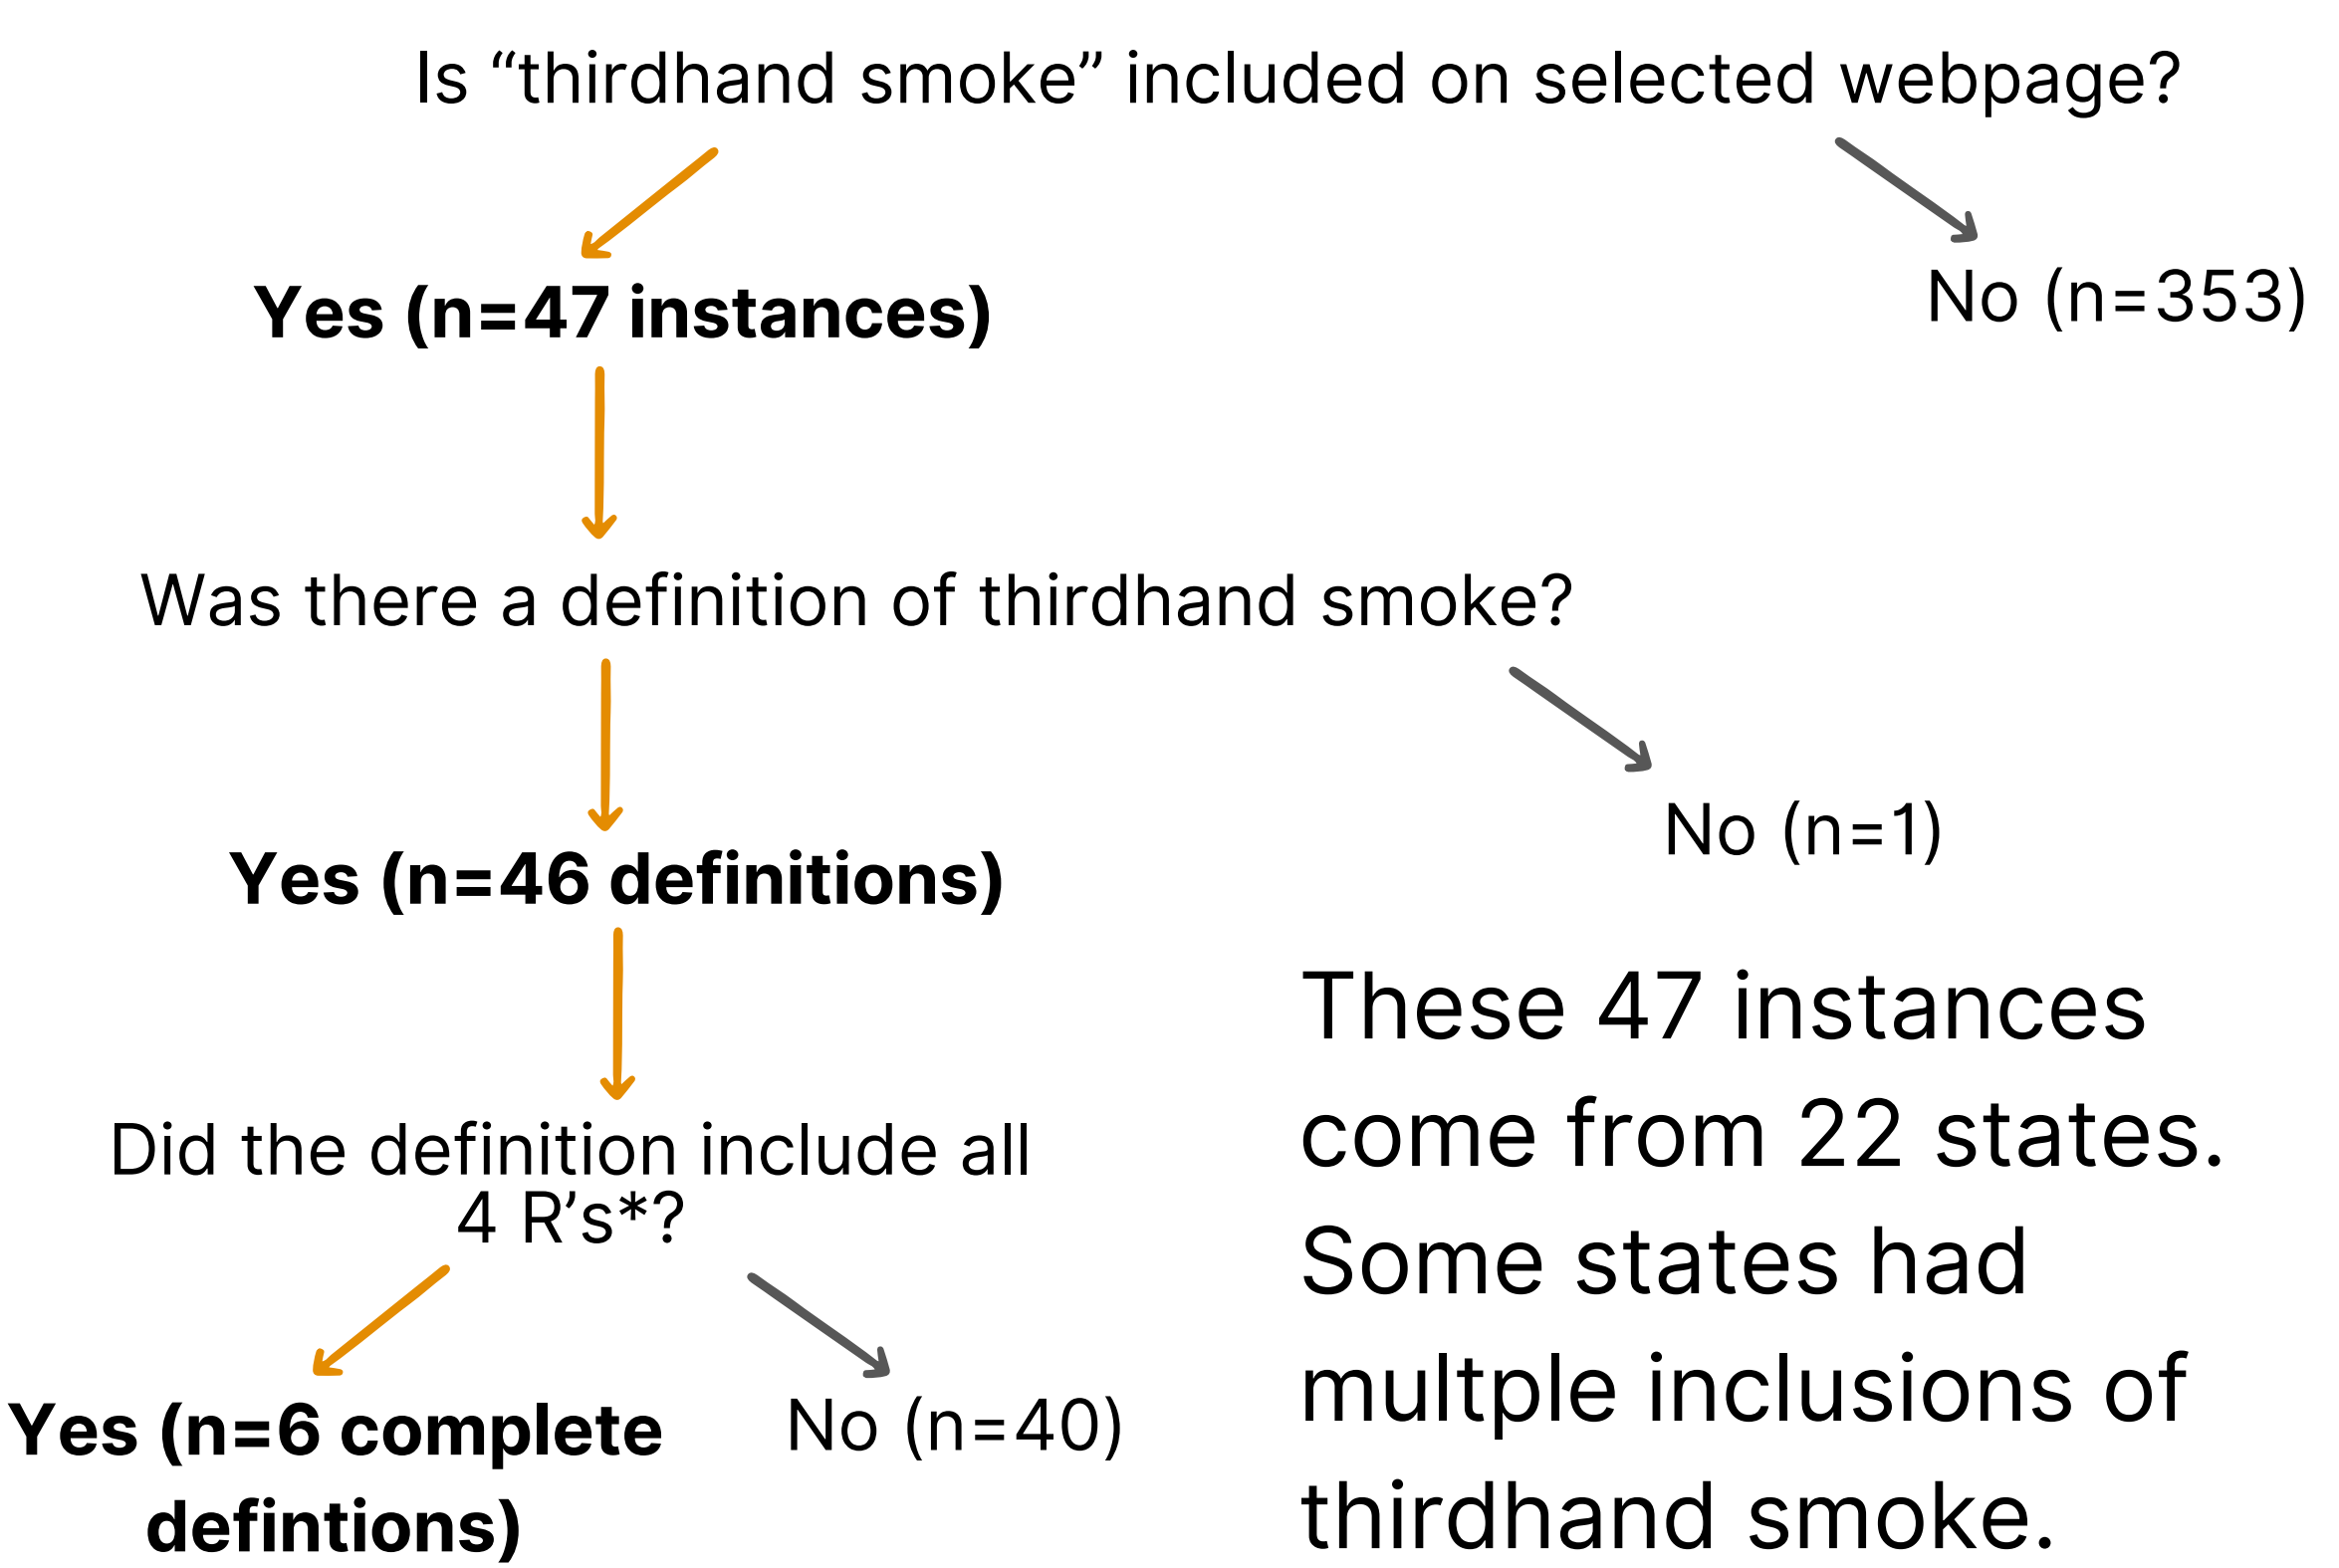 Is “thirdhand smoke” included on selected webpage?
Yes (n=47 instances)
No (n=353)
Was there a definition of thirdhand smoke?
Yes (n=46 definitions)
No (n=1)
Did the definition include all
4 R’s*?
Yes (n=6 complete
defintions)
No (n=40)
These 47 instances
come from 22 states.
Some states had
multple inclusions of
thirdhand smoke.